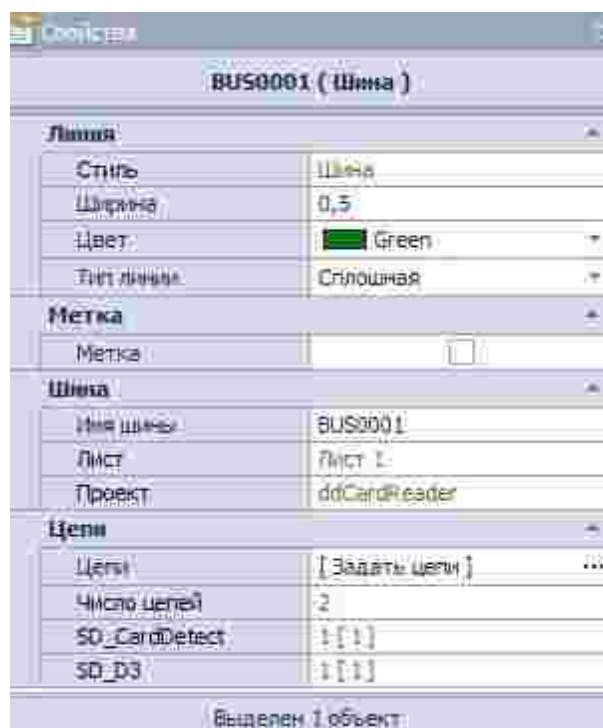 Свойства
BUS0001 ( Шина )
Линия
Стиль Шина
Ширина 0,5
Цвет Green
Тип линии Сплошная
Метка
Метка
Шина
Имя шины BUS0001
Лист Лист 1
Проект ddCardReader
Цепи
Цепи [ Задать цепи ] ...
Число цепей 2
SD_CardDetect 1 [ 1 ]
SD_D3 1 [ 1 ]
Выделен 1 объект